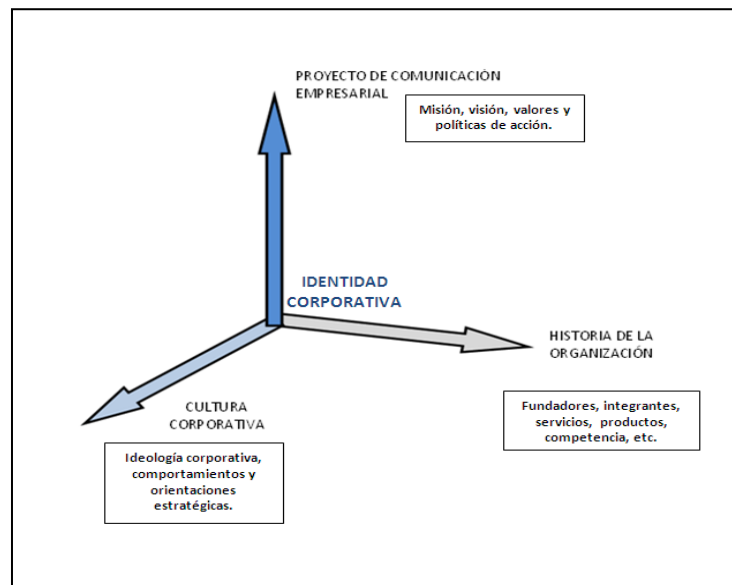 PROYECTO DE COMUNICACIÓN
EMPRESARIAL
Misión, visión, valores y
políticas de acción.
IDENTIDAD
CORPORATIVA
HISTORIA DE LA
ORGANIZACIÓN
Fundadores, integrantes,
servicios, productos,
competencia, etc.
CULTURA
CORPORATIVA
Ideología corporativa,
comportamientos y
orientaciones
estratégicas.